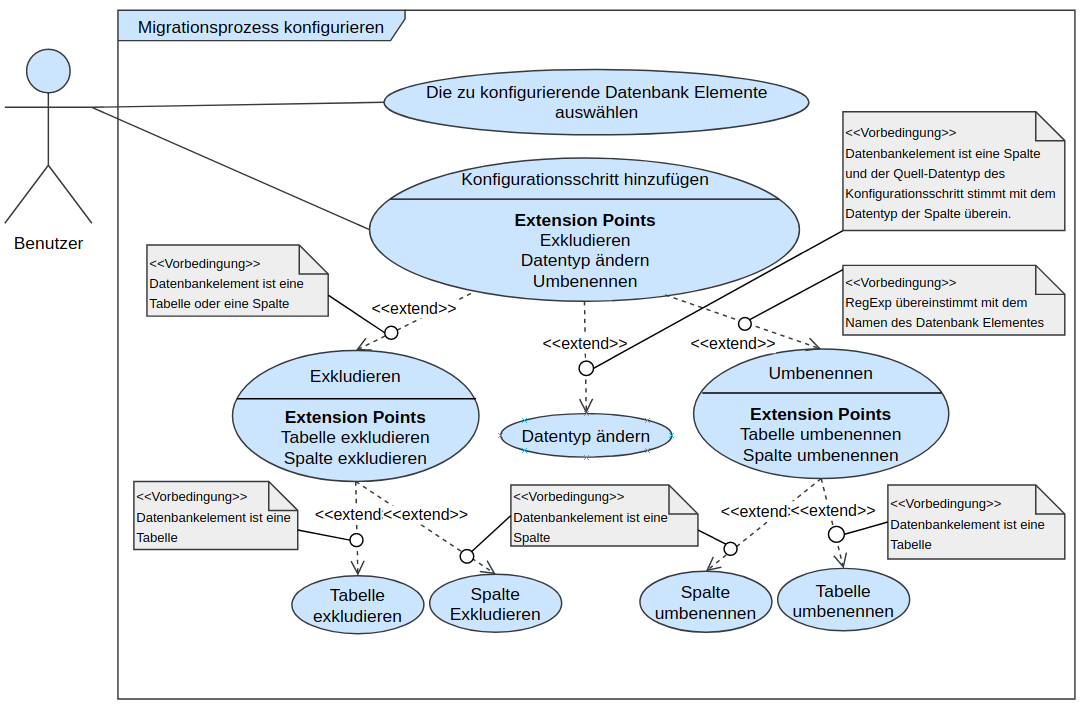 Migrationsprozess konfigurieren
Benutzer
Die zu konfigurierende Datenbank Elemente
auswählen
Konfigurationsschritt hinzufügen
Extension Points
Exkludieren
Datentyp ändern
Umbenennen
<<Vorbedingung>>
Datenbankelement ist eine Spalte
und der Quell-Datentyp des
Konfigurationsschritt stimmt mit dem
Datentyp der Spalte überein.
<<Vorbedingung>>
Datenbankelement ist eine
Tabelle oder eine Spalte
<<Vorbedingung>>
RegExp übereinstimmt mit dem
Namen des Datenbank Elementes
<<extend>>
<<extend>>
<<extend>>
Exkludieren
Extension Points
Tabelle exkludieren
Spalte exkludieren
Datentyp ändern
Umbenennen
Extension Points
Tabelle umbenennen
Spalte umbenennen
<<Vorbedingung>>
Datenbankelement ist eine
Tabelle
<<extend
<<extend>>
<<Vorbedingung>>
Datenbankelement ist eine
Spalte
<<extend>
<<extend>>
<<Vorbedingung>>
Datenbankelement ist eine
Tabelle
Tabelle
exkludieren
Spalte
Exkludieren
Spalte
umbenennen
Tabelle
umbenennen